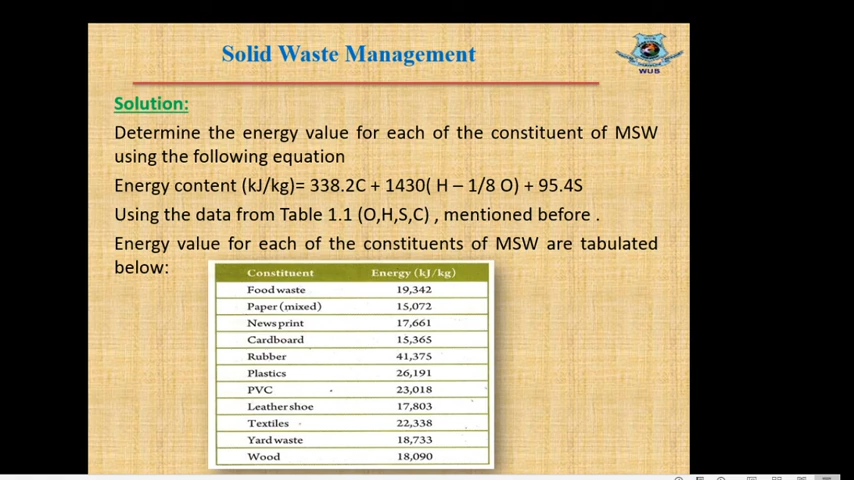 Solid Waste Management
WUB
Solution:
Determine the energy value for each of the constituent of MSW
using the following equation
Energy content (kJ/kg)= 338.2C + 1430( H – 1/8 O) + 95.4S
Using the data from Table 1.1 (O,H,S,C) , mentioned before .
Energy value for each of the constituents of MSW are tabulated
below:
Constituent Energy (kJ/kg)
Food waste 19,342
Paper (mixed) 15,072
News print 17,661
Cardboard 15,365
Rubber 41,375
Plastics 26,191
PVC 23,018
Leather shoe 17,803
Textiles 22,338
Yard waste 18,733
Wood 18,090